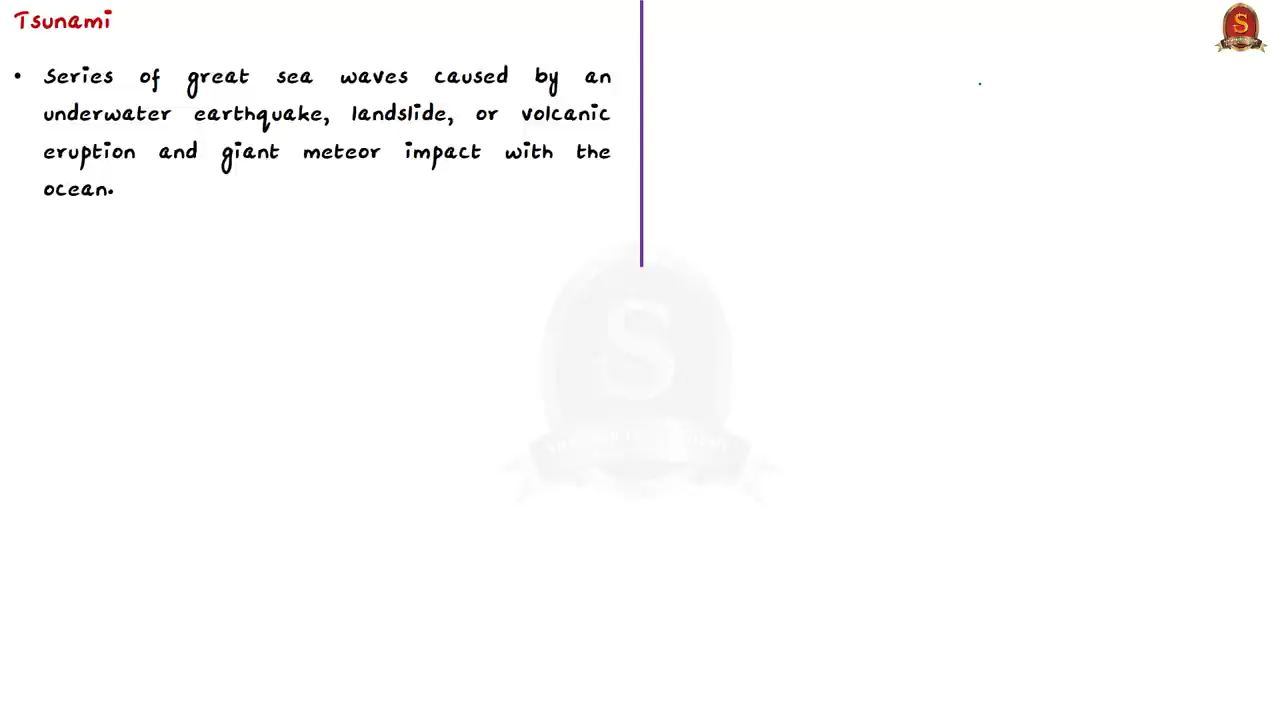 Tsunami
• Series of great sea waves caused by an
underwater earthquake, landslide, or volcanic
eruption and giant meteor impact with the
ocean.
S
S